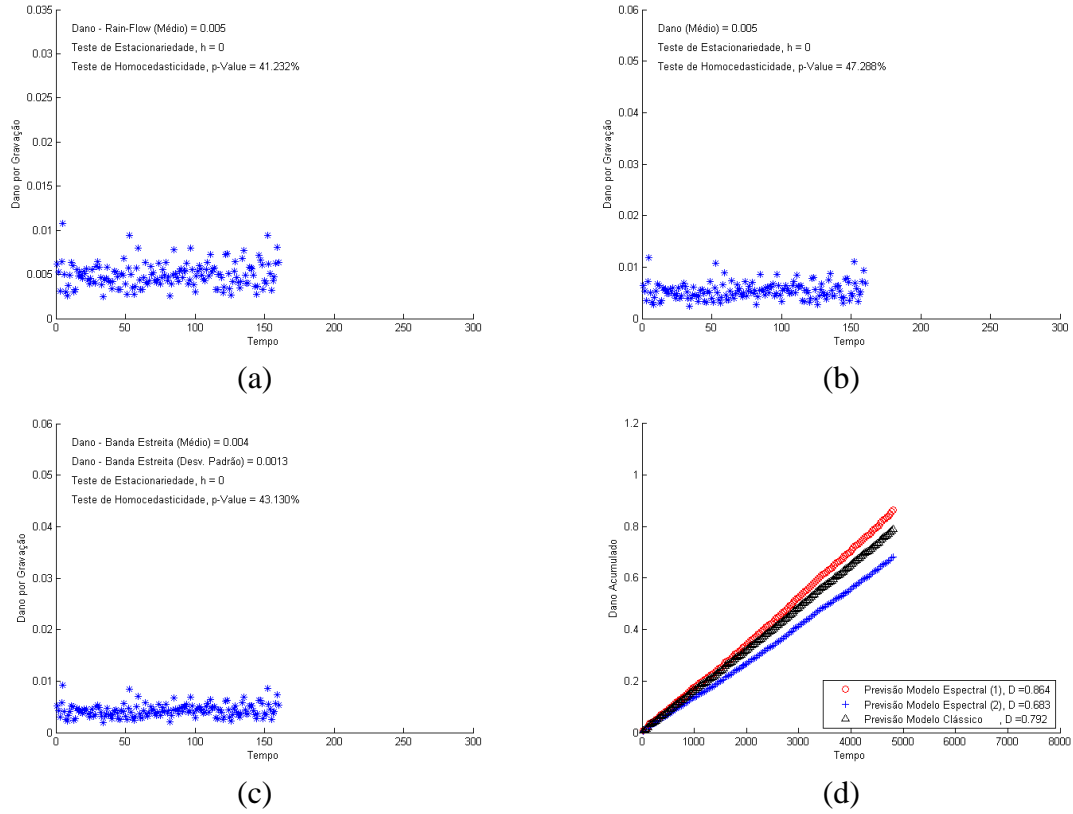 Dano - Rain-Flow (Médio) = 0.005
Teste de Estacionariedade, h = 0
Teste de Homocedasticidade, p-Value = 41.232%
0.035
0.03
0.025
0.02
0.015
0.01
0.005
0
Dano por Gravação
0 50 100 150 200 250 300
Tempo
(a)
Dano (Médio) = 0.005
Teste de Estacionariedade, h = 0
Teste de Homocedasticidade, p-Value = 47.288%
0.06
0.05
0.04
0.03
0.02
0.01
0
Dano por Gravação
0 50 100 150 200 250 300
Tempo
(b)
Dano - Banda Estreita (Médio) = 0.004
Dano - Banda Estreita (Desv. Padrão) = 0.0013
Teste de Estacionariedade, h = 0
Teste de Homocedasticidade, p-Value = 43.130%
0.06
0.05
0.04
0.03
0.02
0.01
0
Dano por Gravação
0 50 100 150 200 250 300
Tempo
(c)
1.2
1
0.8
0.6
0.4
0.2
0
Dano Acumulado
Previsão Modelo Espectral (1), D =0.864
Previsão Modelo Espectral (2), D =0.683
Previsão Modelo Clássico , D =0.792
0 1000 2000 3000 4000 5000 6000 7000 8000
Tempo
(d)